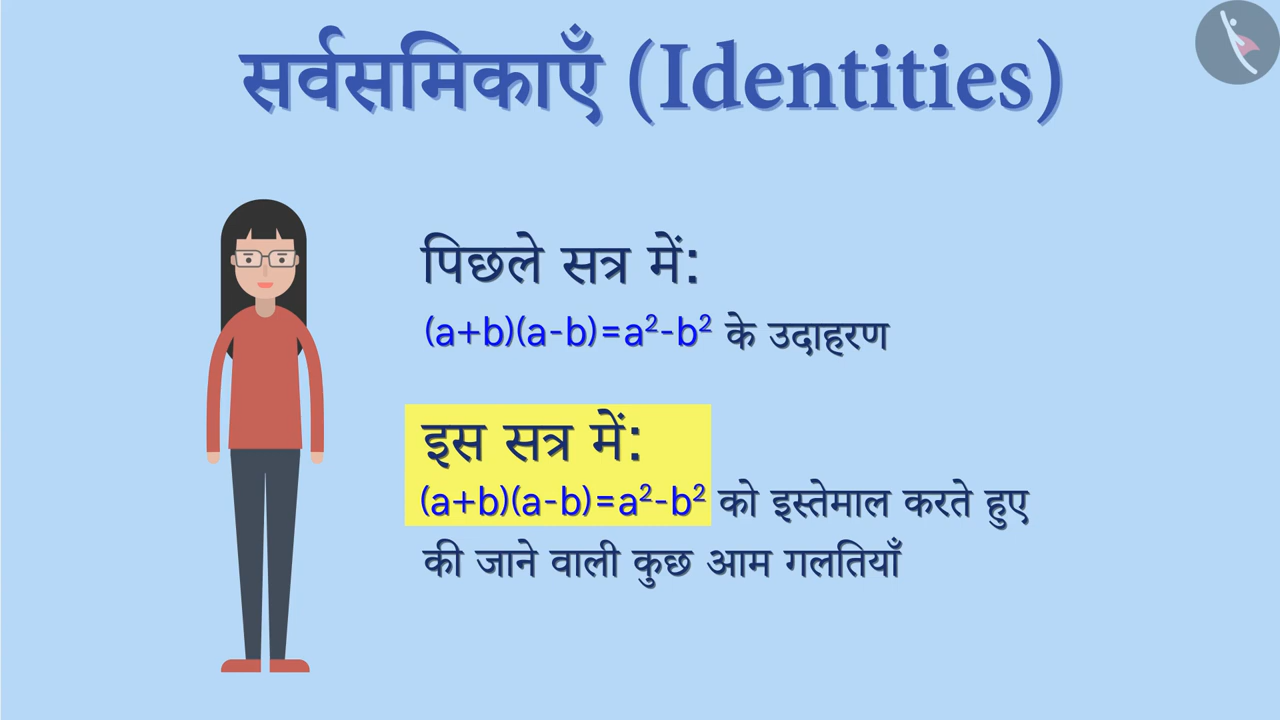 सर्वसमिकाएँ (Identities)
पिछले सत्र में:
(a+b)(a-b)=a²-b² के उदाहरण
इस सत्र में:
(a+b)(a-b)=a²-b² को इस्तेमाल करते हुए
की जाने वाली कुछ आम गलतियाँ